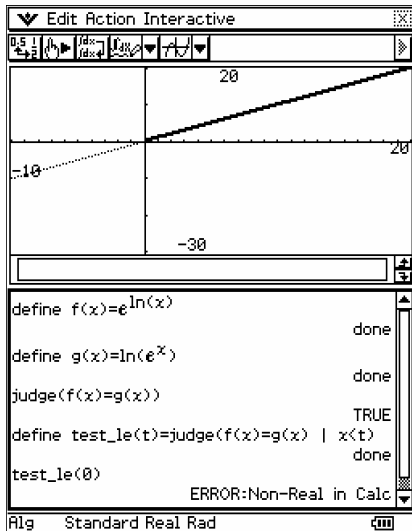 Edit Action Interactive
20
20
-10
-30
define f(x)=e^ln(x)
done
define g(x)=ln(e^x)
done
judge(f(x)=g(x))
TRUE
define test_le(t)=judge(f(x)=g(x) | x<t)
done
test_le(0)
ERROR:Non-Real in Calc
Alg Standard Real Rad